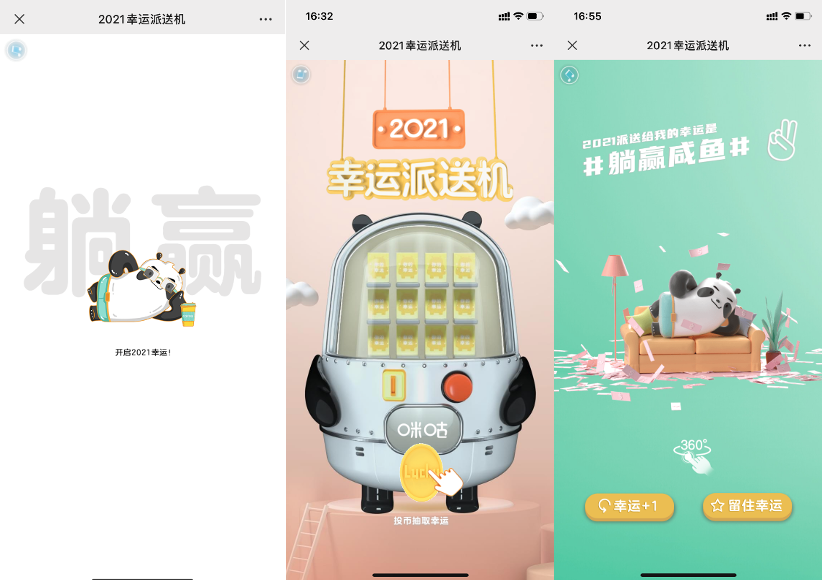 2021幸运派送机
躺赢
开启2021幸运!
16:32
2021幸运派送机
2021
幸运派送机
咪咕
Lucky
投币抽取幸运
16:55
2021幸运派送机
2021派送给我的幸运是
#躺赢咸鱼#
360°
幸运+1
留住幸运